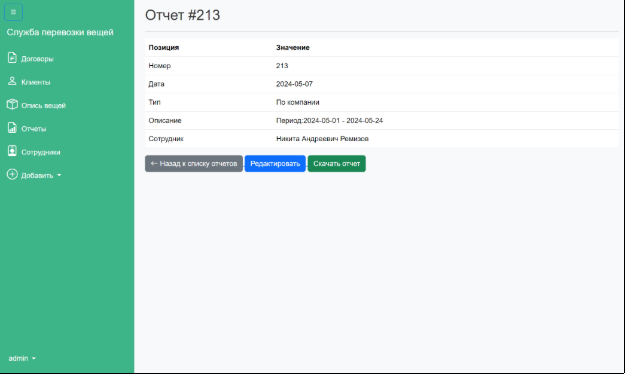 Служба перевозки вещей
Договоры
Клиенты
Опись вещей
Отчеты
Сотрудники
Добавить
admin
Отчет #213
Позиция Значение
Номер 213
Дата 2024-05-07
Тип По компании
Описание Период:2024-05-01 - 2024-05-24
Сотрудник Никита Андреевич Ремизов
← Назад к списку отчетов Редактировать Скачать отчет